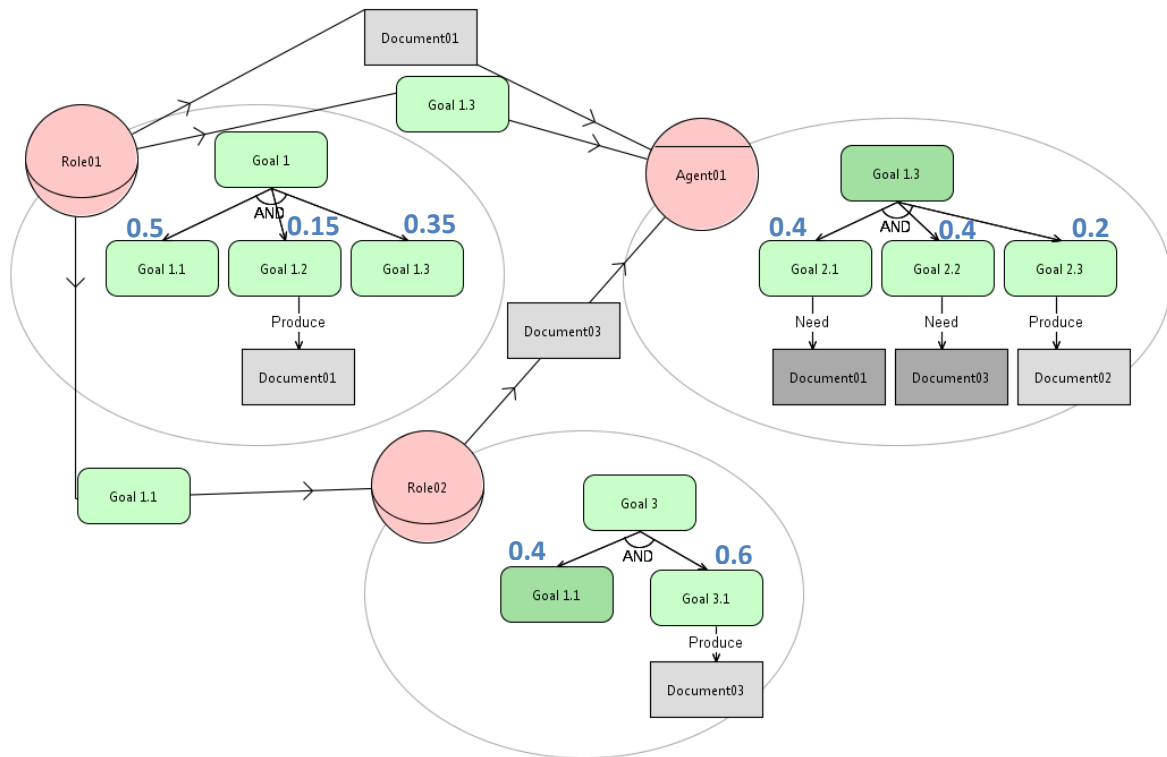 Document01
Goal 1.3
Role01
Goal 1
AND
0.5
0.15
0.35
Goal 1.1
Goal 1.2
Goal 1.3
Produce
Document01
Agent01
Goal 1.3
AND
0.4
0.4
0.2
Goal 2.1
Goal 2.2
Goal 2.3
Need
Need
Produce
Document01
Document03
Document02
Document03
Goal 1.1
Role02
Goal 3
AND
0.4
0.6
Goal 1.1
Goal 3.1
Produce
Document03